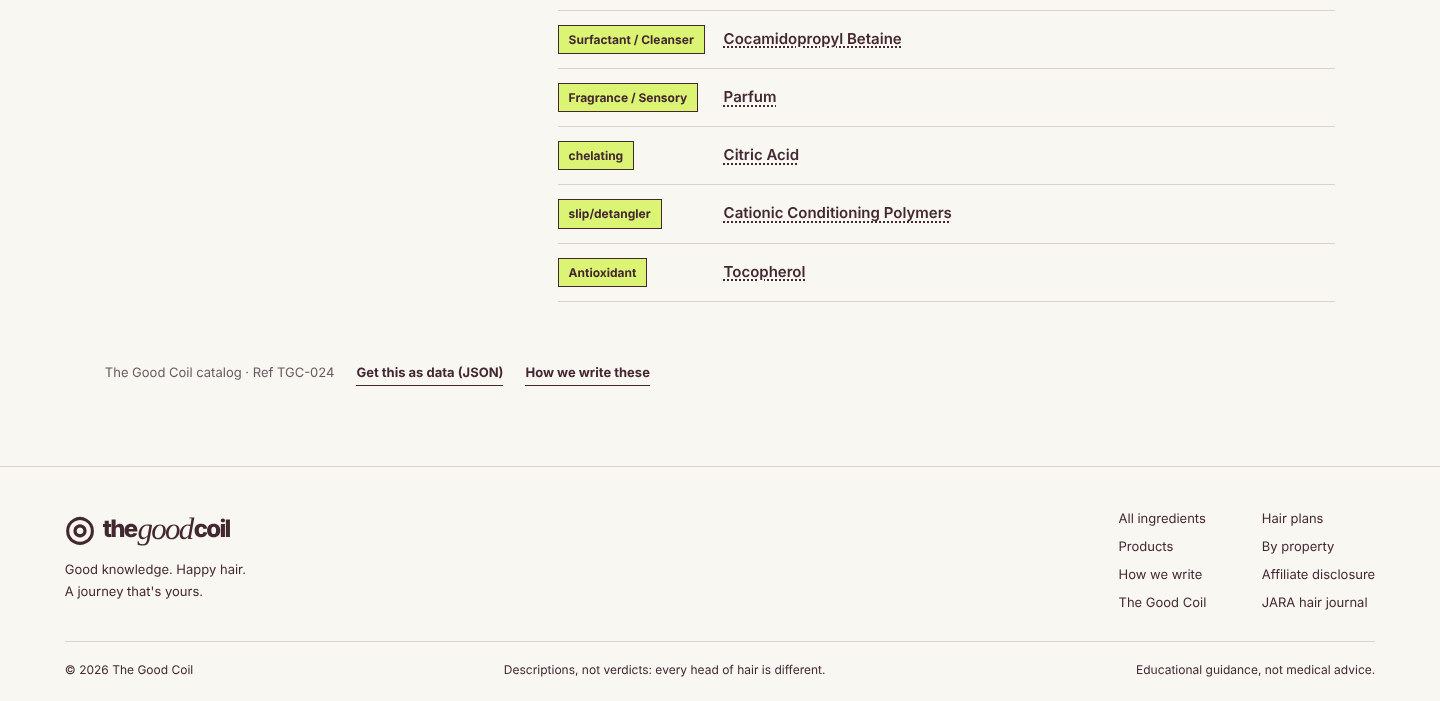 Surfactant / Cleanser Cocamidopropyl Betaine
Fragrance / Sensory Parfum
chelating Citric Acid
slip/detangler Cationic Conditioning Polymers
Antioxidant Tocopherol
The Good Coil catalog · Ref TGC-024 Get this as data (JSON) How we write these
thegoodcoil
Good knowledge. Happy hair.
A journey that's yours.
All ingredients
Products
How we write
The Good Coil
Hair plans
By property
Affiliate disclosure
JARA hair journal
© 2026 The Good Coil
Descriptions, not verdicts: every head of hair is different.
Educational guidance, not medical advice.